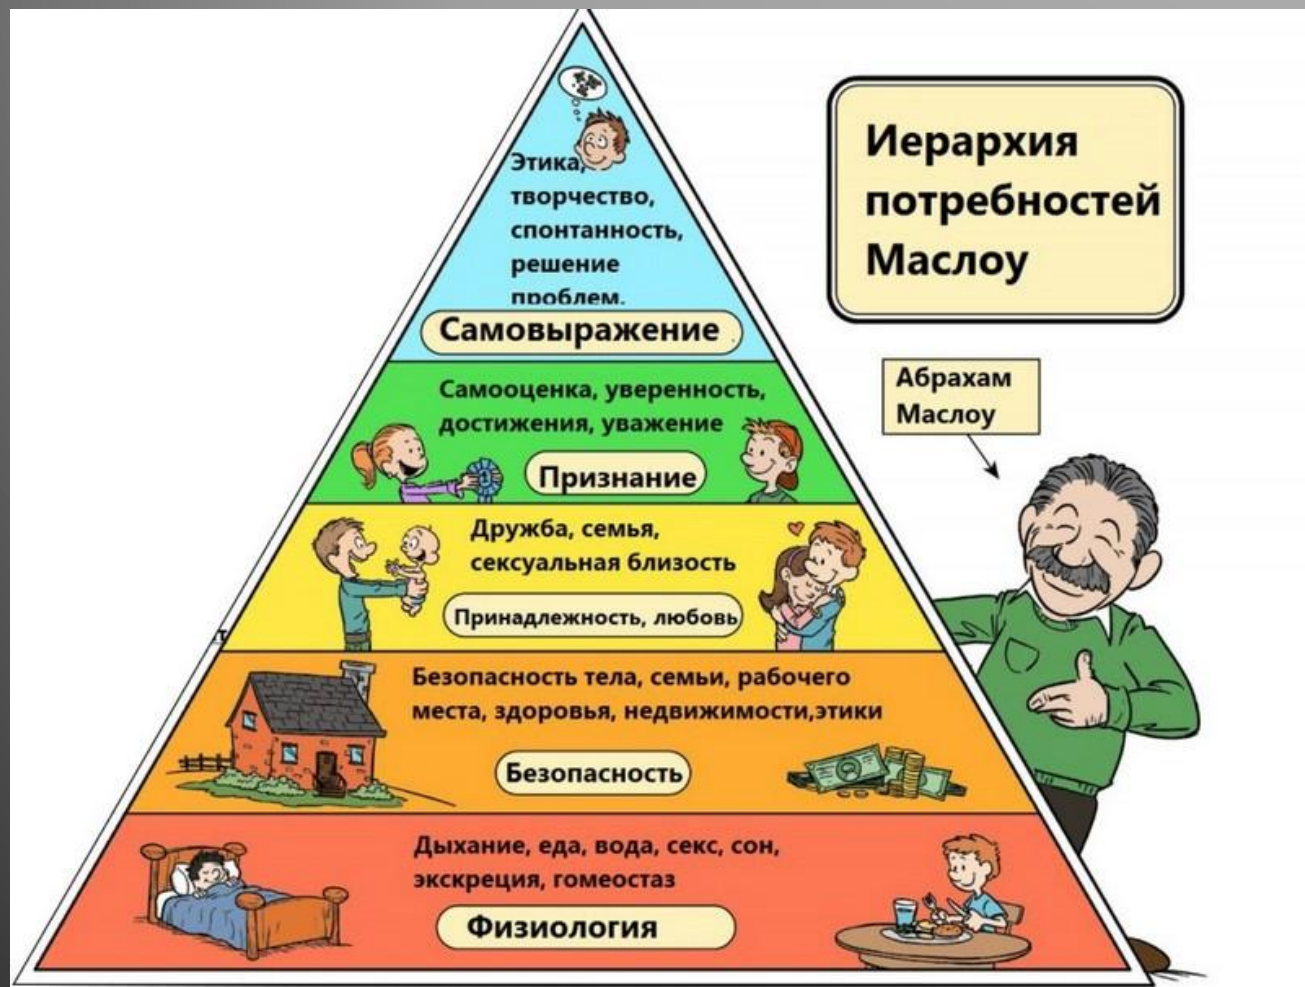 Иерархия
потребностей
Маслоу
Абрахам
Маслоу
Этика,
творчество,
спонтанность,
решение
проблем.
Самовыражение
Самооценка, уверенность,
достижения, уважение
Признание
Дружба, семья,
сексуальная близость
Принадлежность, любовь
Безопасность тела, семьи, рабочего
места, здоровья, недвижимости,этики
Безопасность
Дыхание, еда, вода, секс, сон,
экскреция, гомеостаз
Физиология